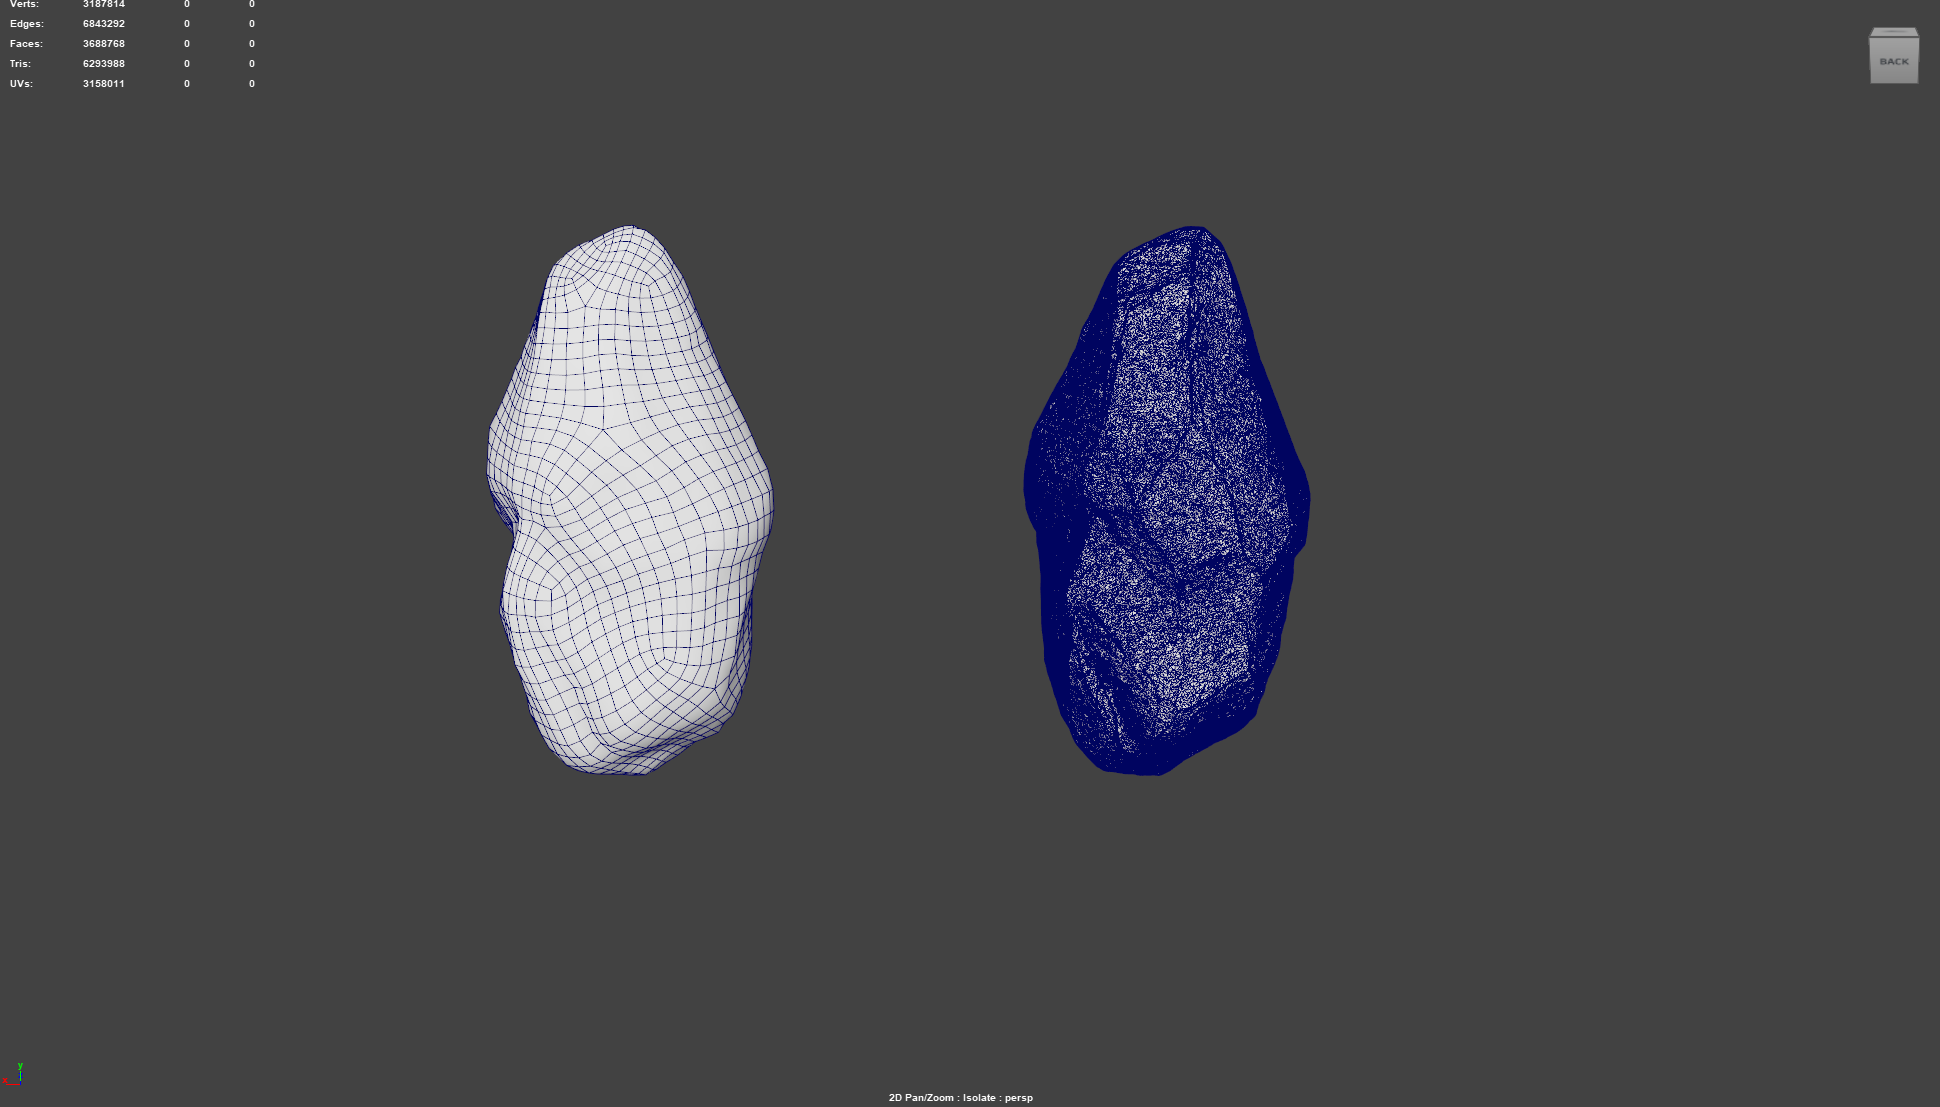 Verts: 3187814 0 0
Edges: 6843292 0 0
Faces: 3688768 0 0
Tris: 6293988 0 0
UVs: 3158011 0 0
BACK
y
x
2D Pan/Zoom : Isolate : persp